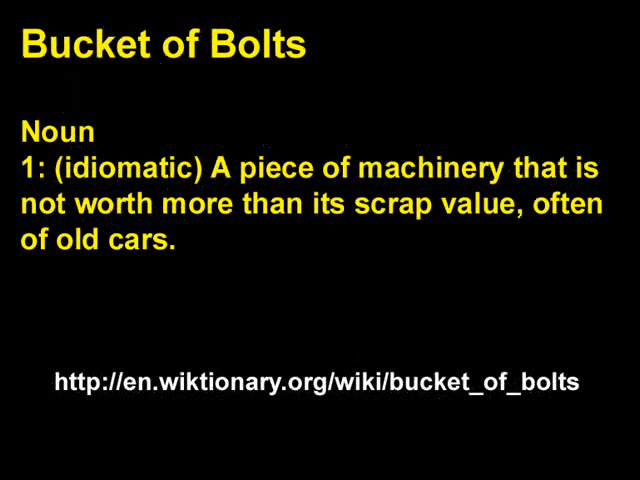 Bucket of Bolts
Noun
1: (idiomatic) A piece of machinery that is
not worth more than its scrap value, often
of old cars.
http://en.wiktionary.org/wiki/bucket_of_bolts